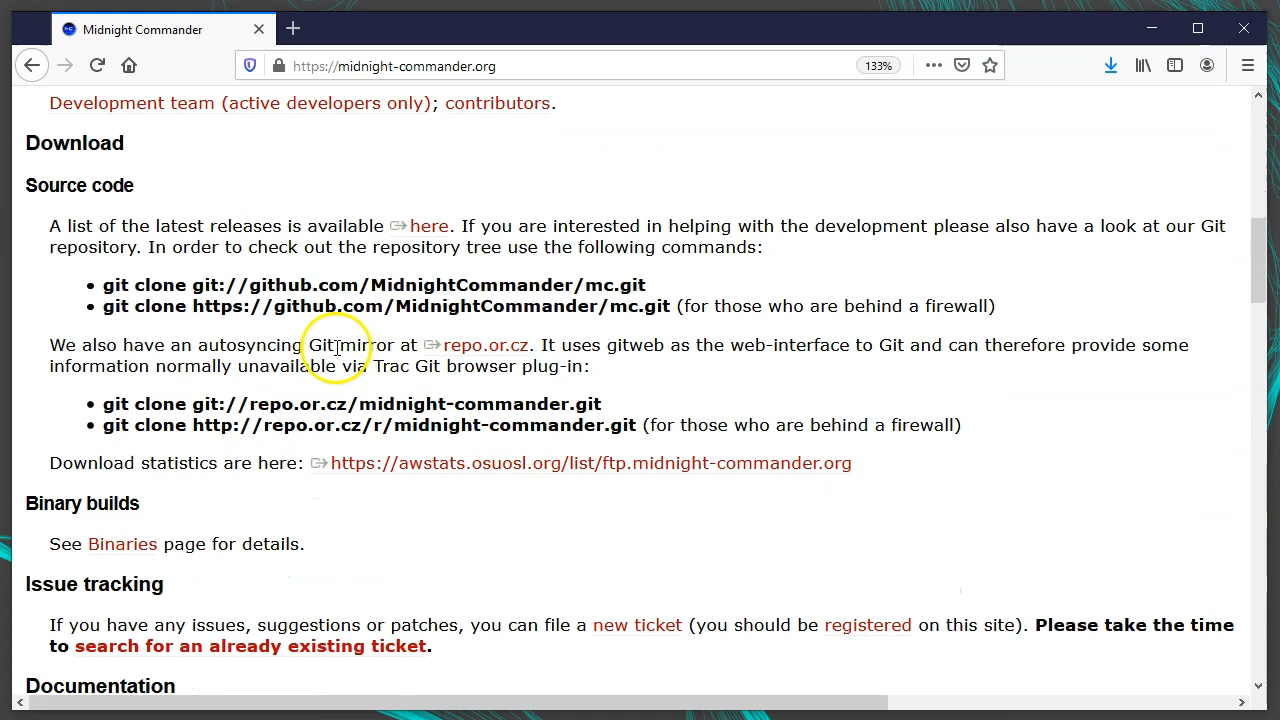 Midnight Commander
https://midnight-commander.org
133%
Development team (active developers only); contributors.
Download
Source code
A list of the latest releases is available here. If you are interested in helping with the development please also have a look at our Git
repository. In order to check out the repository tree use the following commands:
• git clone git://github.com/MidnightCommander/mc.git
• git clone https://github.com/MidnightCommander/mc.git (for those who are behind a firewall)
We also have an autosyncing Git mirror at repo.or.cz. It uses gitweb as the web-interface to Git and can therefore provide some
information normally unavailable via Trac Git browser plug-in:
• git clone git://repo.or.cz/midnight-commander.git
• git clone http://repo.or.cz/r/midnight-commander.git (for those who are behind a firewall)
Download statistics are here: https://awstats.osuosl.org/list/ftp.midnight-commander.org
Binary builds
See Binaries page for details.
Issue tracking
If you have any issues, suggestions or patches, you can file a new ticket (you should be registered on this site). Please take the time
to search for an already existing ticket.
Documentation